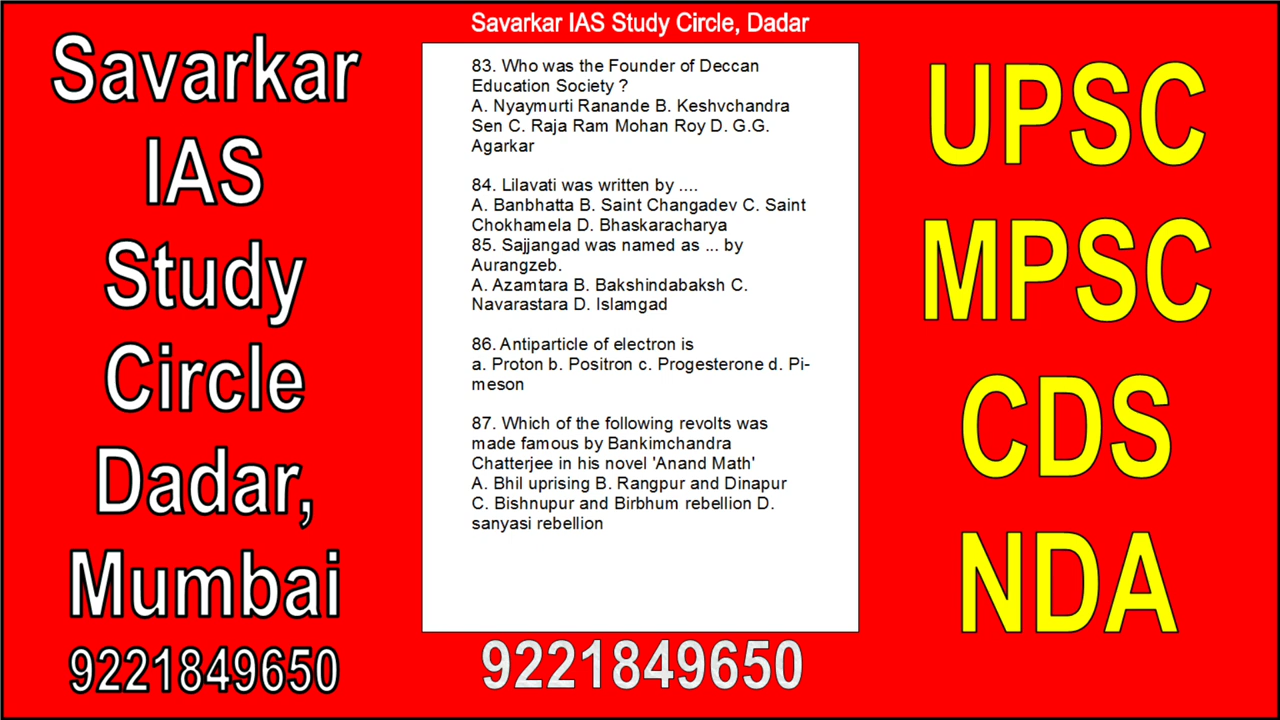 Savarkar
IAS
Study
Circle
Dadar,
Mumbai
9221849650
Savarkar IAS Study Circle, Dadar
83. Who was the Founder of Deccan
Education Society ?
A. Nyaymurti Ranande B. Keshvchandra
Sen C. Raja Ram Mohan Roy D. G.G.
Agarkar
84. Lilavati was written by ....
A. Banbhatta B. Saint Changadev C. Saint
Chokhamela D. Bhaskaracharya
85. Sajjangad was named as ... by
Aurangzeb.
A. Azamtara B. Bakshindabaksh C.
Navarastara D. Islamgad
86. Antiparticle of electron is
a. Proton b. Positron c. Progesterone d. Pi-
meson
87. Which of the following revolts was
made famous by Bankimchandra
Chatterjee in his novel 'Anand Math'
A. Bhil uprising B. Rangpur and Dinapur
C. Bishnupur and Birbhum rebellion D.
sanyasi rebellion
9221849650
UPSC
MPSC
CDS
NDA